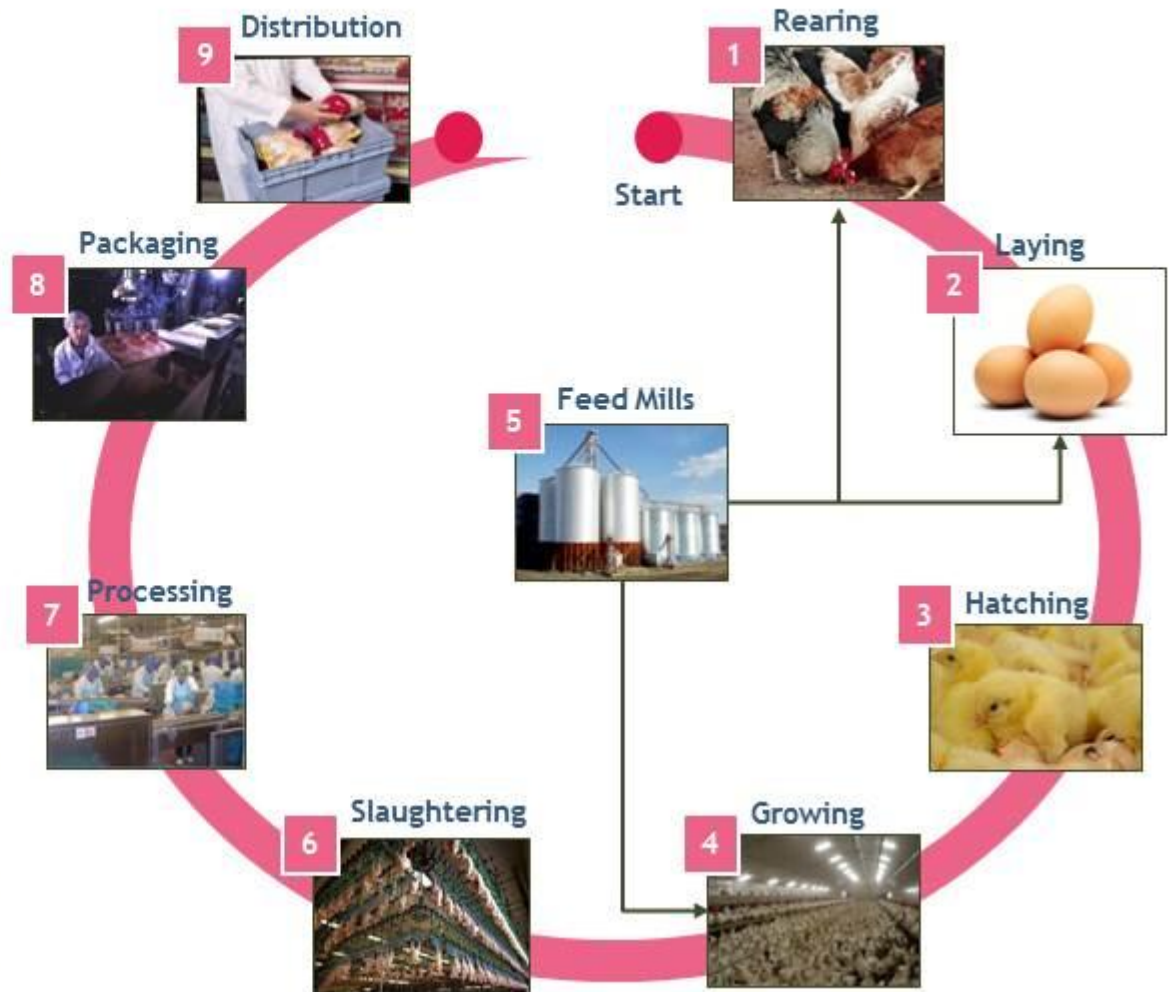 1
Rearing
Start
2
Laying
3
Hatching
4
Growing
5
Feed Mills
6
Slaughtering
7
Processing
8
Packaging
9
Distribution